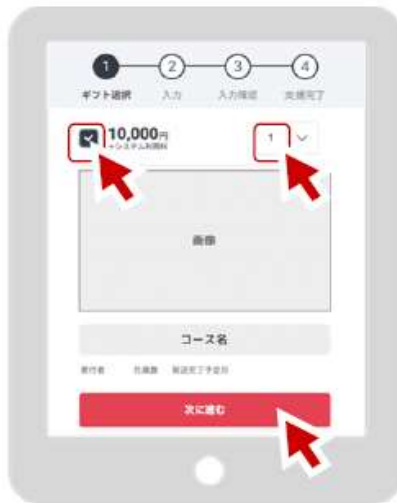 1 2 3 4
ギフト選択 入力 入力確認 支援完了
10,000円 1
+システム利用料
画像
コース名
寄付者 在庫数 発送完了予定日
次に進む